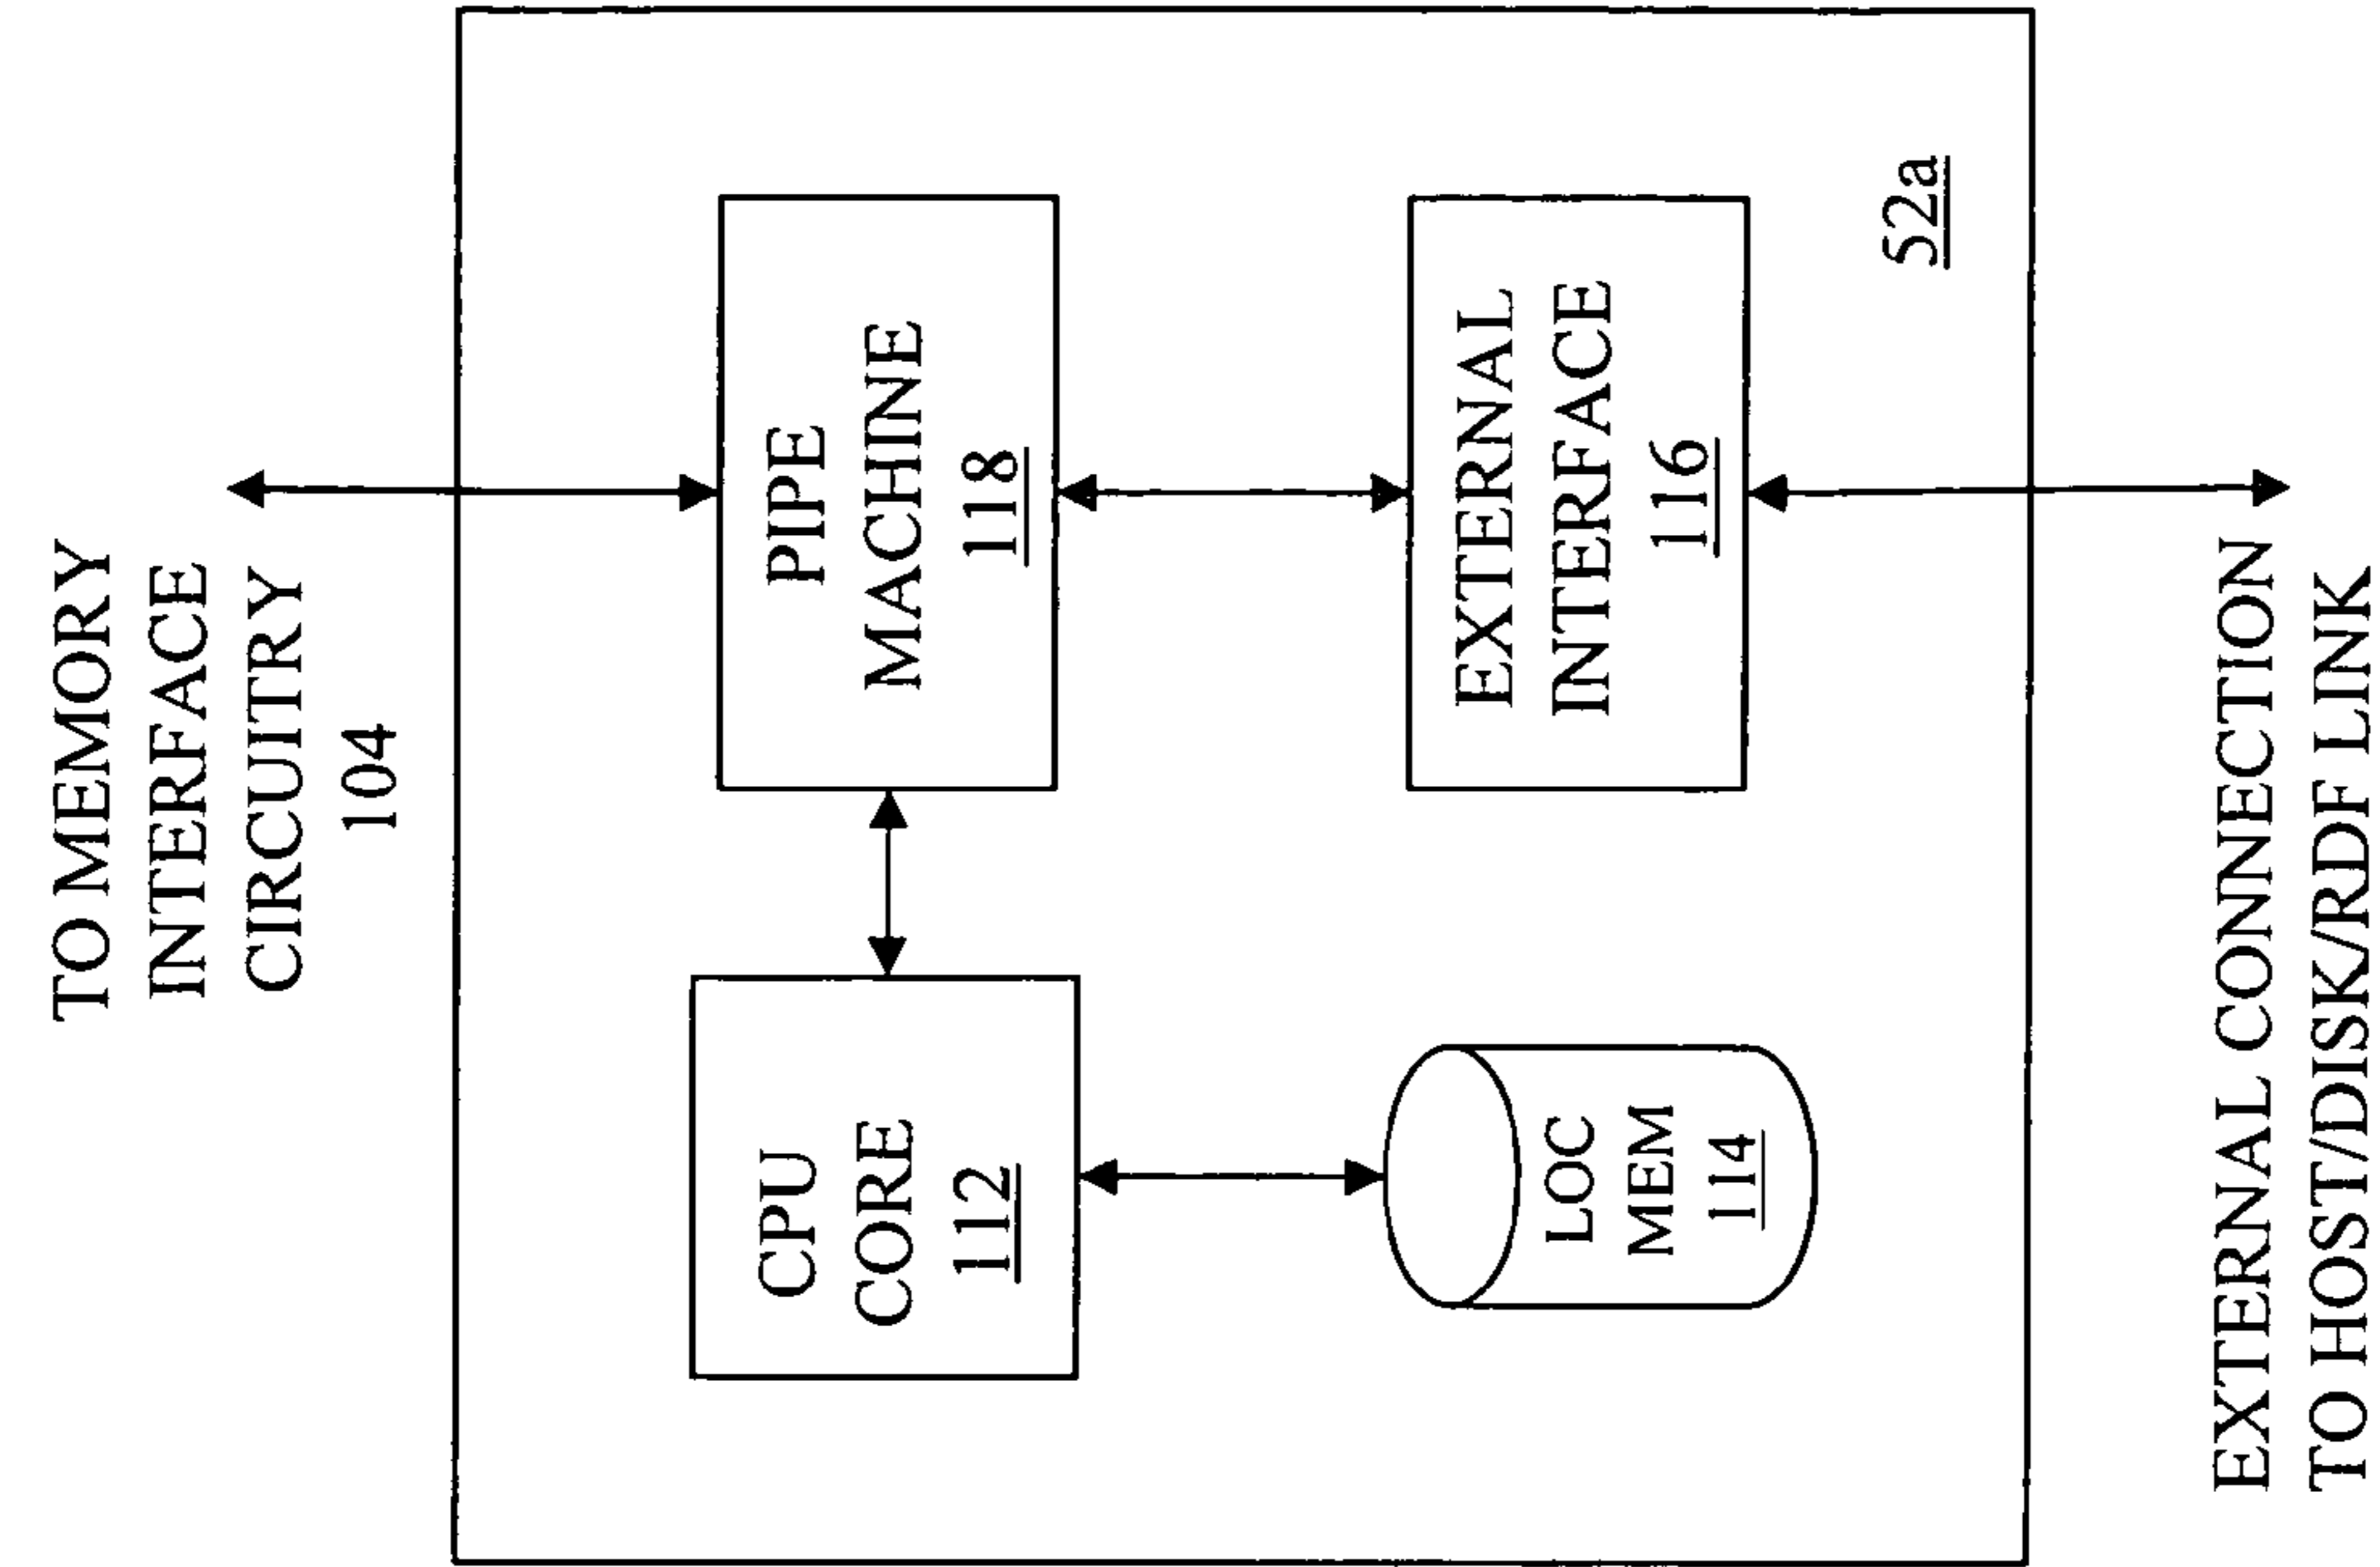 TO MEMORY
INTERFACE
CIRCUITRY
104
PIPE
MACHINE
118
CPU
CORE
112
EXTERNAL
INTERFACE
116
LOC
MEM
114
52a
EXTERNAL CONNECTION
TO HOST/DISK/RDF LINK